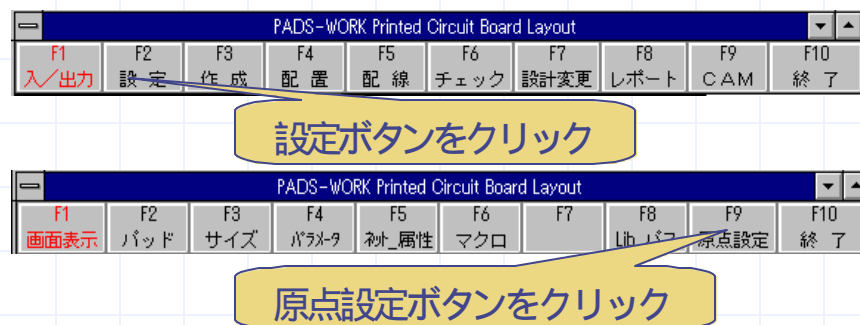 PADS-WORK Printed Circuit Board Layout
F1 F2 F3 F4 F5 F6 F7 F8 F9 F10
入／出力 設 定 作 成 配 置 配 線 チェック 設計変更 レポート CAM 終 了
設定ボタンをクリック
PADS-WORK Printed Circuit Board Layout
F1 F2 F3 F4 F5 F6 F7 F8 F9 F10
画面表示 パッド サイズ パラメータ ネット_属性 マクロ Lib パス 原点設定 終 了
原点設定ボタンをクリック